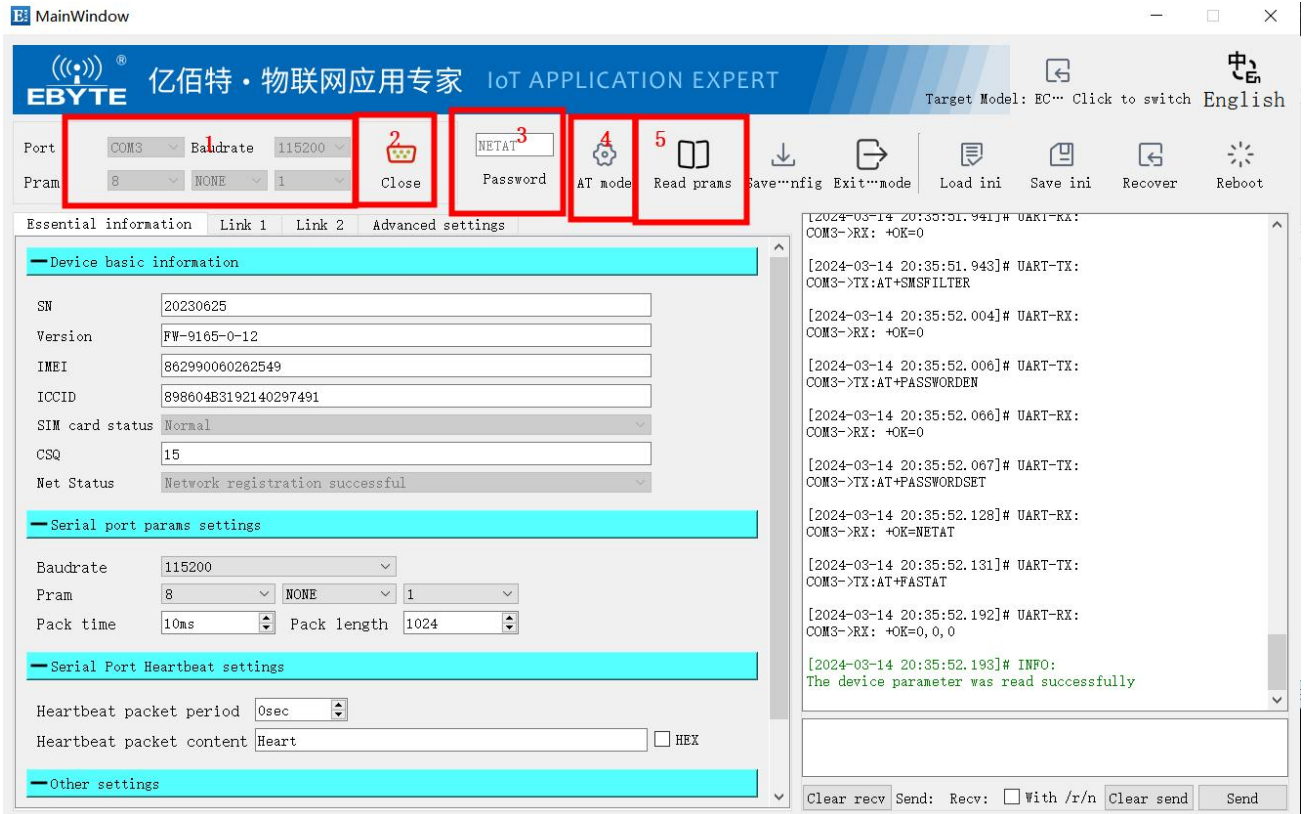 MainWindow
EBYTE ® 亿佰特·物联网应用专家 IoT APPLICATION EXPERT
Target Model: EC… Click to switch
中 En
English
Port COM3 Baudrate 115200
Pram 8 NONE 1
1
2
Close
NETAT
3
Password
4
AT mode
5
Read prams
Save…nfig
Exit…mode
Load ini
Save ini
Recover
Reboot
Essential information Link 1 Link 2 Advanced settings
Device basic information
SN 20230625
Version FW-9165-0-12
IMEI 862990060262549
ICCID 898604B3192140297491
SIM card status Normal
CSQ 15
Net Status Network registration successful
Serial port params settings
Baudrate 115200
Pram 8 NONE 1
Pack time 10ms Pack length 1024
Serial Port Heartbeat settings
Heartbeat packet period 0sec
Heartbeat packet content Heart HEX
Other settings
[2024-03-14 20:35:51.941]# UART-RX:
COM3->RX: +OK=0
[2024-03-14 20:35:51.943]# UART-TX:
COM3->TX:AT+SMSFILTER
[2024-03-14 20:35:52.004]# UART-RX:
COM3->RX: +OK=0
[2024-03-14 20:35:52.006]# UART-TX:
COM3->TX:AT+PASSWORDEN
[2024-03-14 20:35:52.066]# UART-RX:
COM3->RX: +OK=0
[2024-03-14 20:35:52.067]# UART-TX:
COM3->TX:AT+PASSWORDSET
[2024-03-14 20:35:52.128]# UART-RX:
COM3->RX: +OK=NETAT
[2024-03-14 20:35:52.131]# UART-TX:
COM3->TX:AT+FASTAT
[2024-03-14 20:35:52.192]# UART-RX:
COM3->RX: +OK=0,0,0
[2024-03-14 20:35:52.193]# INFO:
The device parameter was read successfully
Clear recv Send: Recv: With /r/n Clear send Send